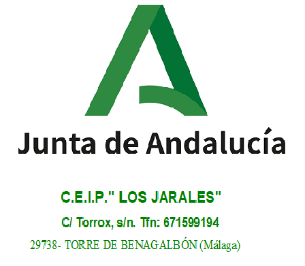 Junta de Andalucía
C.E.I.P." LOS JARALES"
C/ Torrox, s/n. Tfn: 671599194
29738- TORRE DE BENAGALBÓN (Málaga)